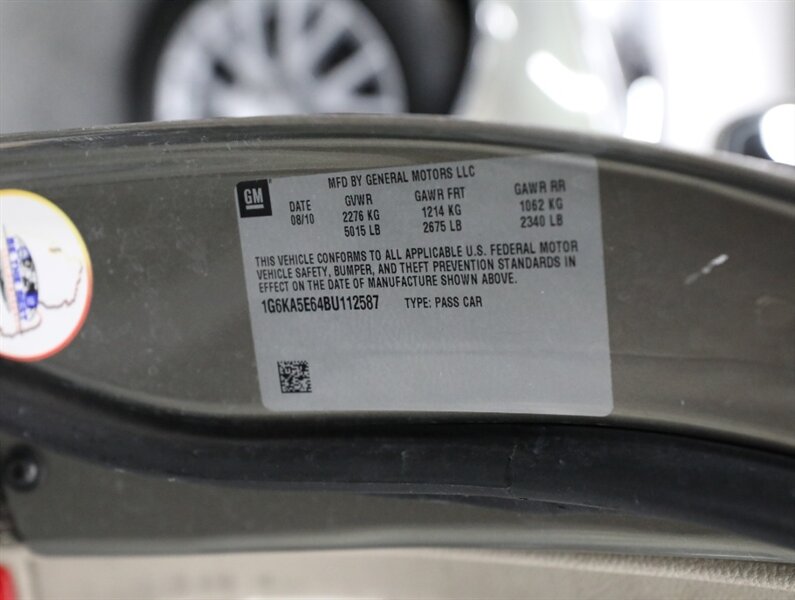 MFD BY GENERAL MOTORS LLC
GM
DATE GVWR GAWR FRT GAWR RR
08/10 2276 KG 1214 KG 1062 KG
5015 LB 2675 LB 2340 LB
THIS VEHICLE CONFORMS TO ALL APPLICABLE U.S. FEDERAL MOTOR
VEHICLE SAFETY, BUMPER, AND THEFT PREVENTION STANDARDS IN
EFFECT ON THE DATE OF MANUFACTURE SHOWN ABOVE.
1G6KA5E64BU112587 TYPE: PASS CAR